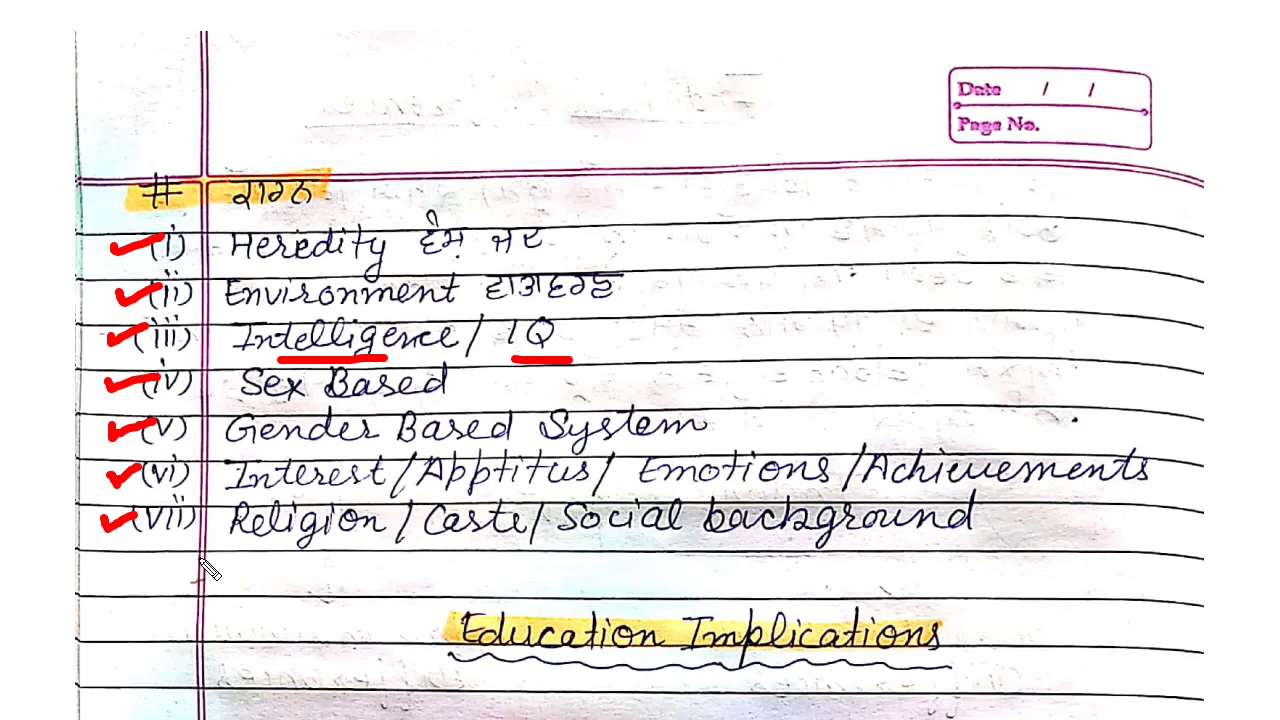 Date / /
Page No.
# ਕਾਰਨ
(i) Heredity ਵੰਸ਼ ਜਦ
(ii) Environment ਵਾਤਾਵਰਣ
(iii) Intelligence / IQ
(iv) Sex Based
(v) Gender Based System
(vi) Interest / Apptitus / Emotions / Achievements
(vii) Religion / Caste / Social background
Education Implications